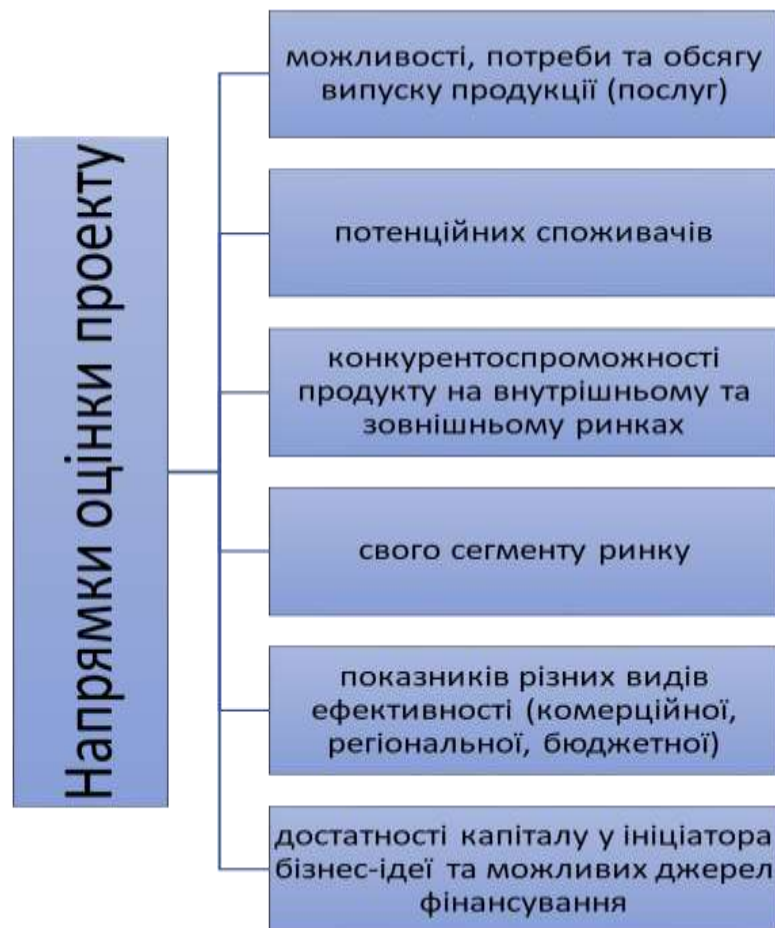 Напрямки оцінки проекту
можливості, потреби та обсягу
випуску продукції (послуг)
потенційних споживачів
конкурентоспроможності
продукту на внутрішньому та
зовнішньому ринках
свого сегменту ринку
показників різних видів
ефективності (комерційної,
регіональної, бюджетної)
достатності капіталу у ініціатора
бізнес-ідеї та можливих джерел
фінансування